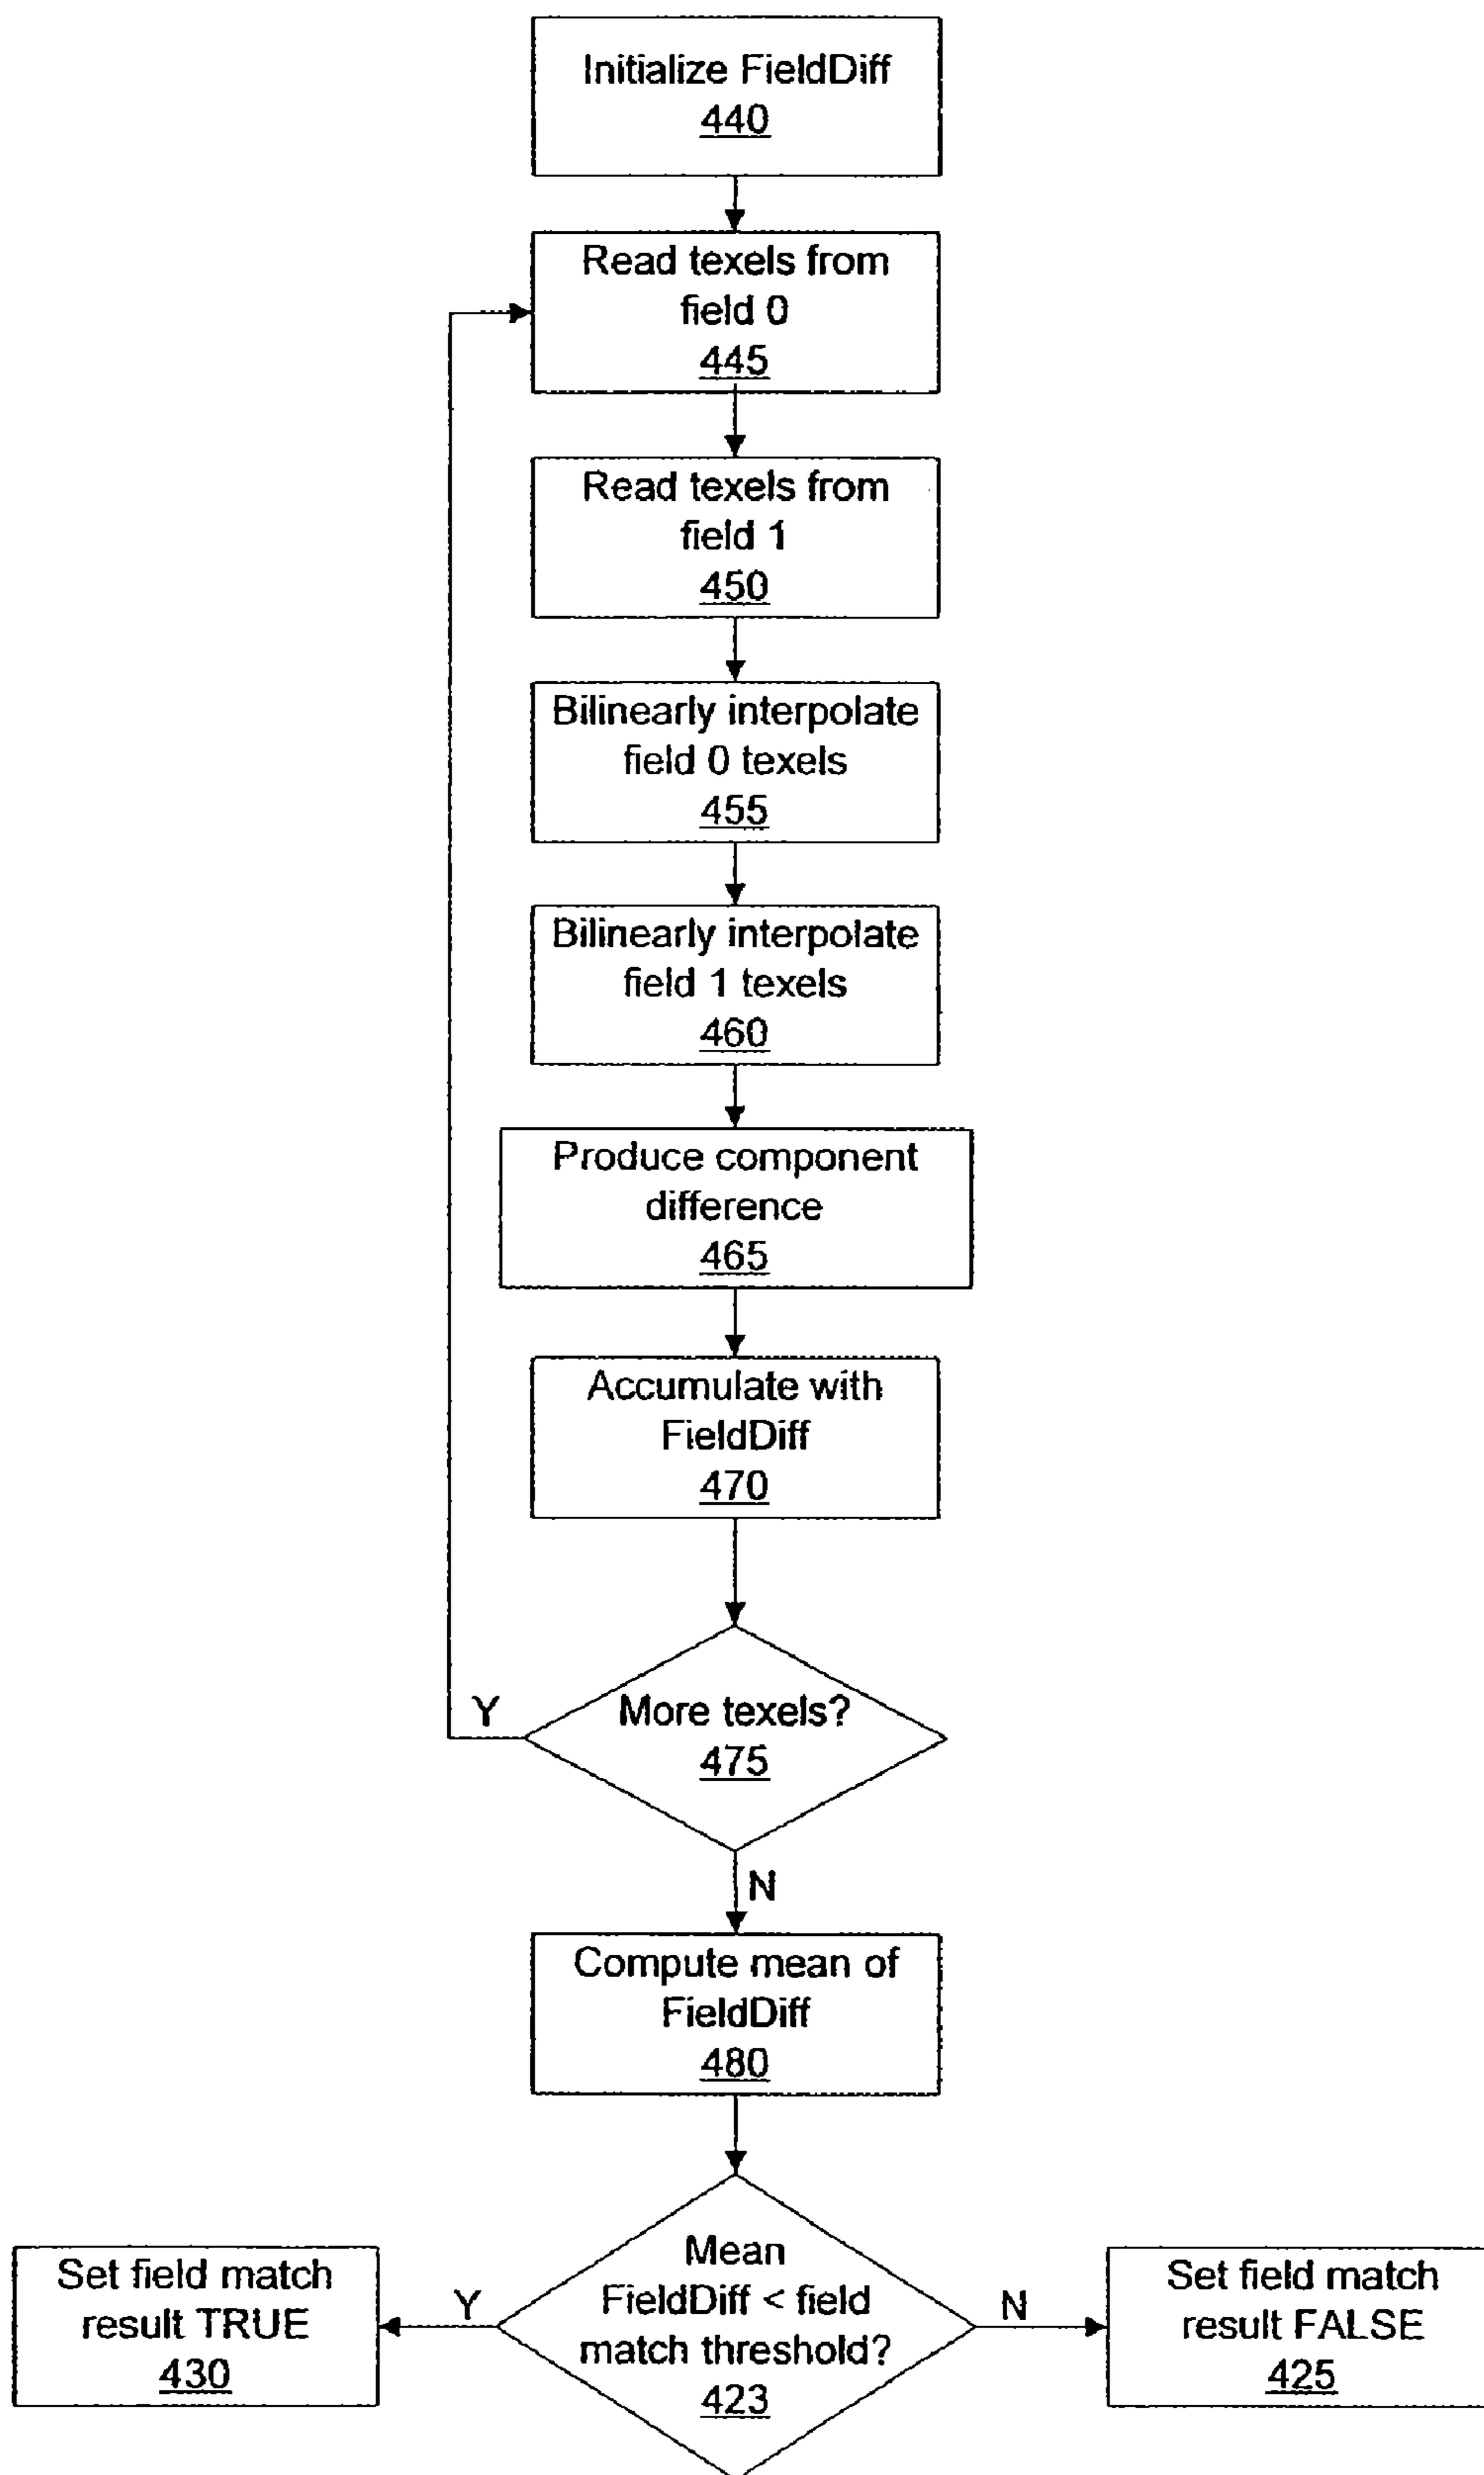 Initialize FieldDiff
440
Read texels from
field 0
445
Read texels from
field 1
450
Bilinearly interpolate
field 0 texels
455
Bilinearly interpolate
field 1 texels
460
Produce component
difference
465
Accumulate with
FieldDiff
470
Y
More texels?
475
N
Compute mean of
FieldDiff
480
Set field match
result TRUE
430
Y
Mean
FieldDiff < field
match threshold?
423
N
Set field match
result FALSE
425